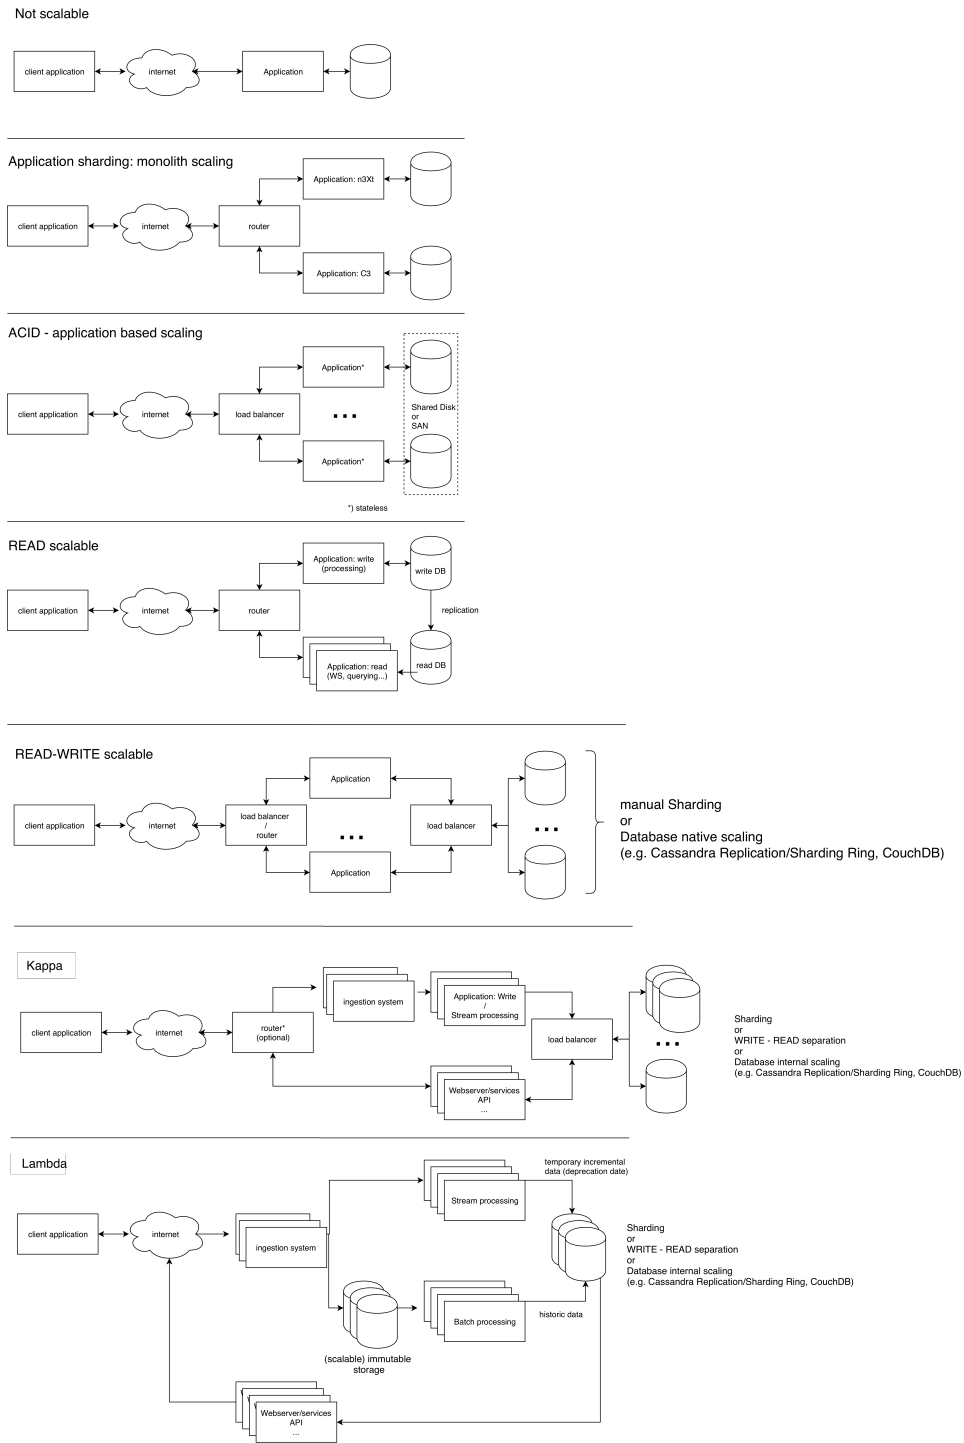 Not scalable
client application
internet
Application
Application sharding: monolith scaling
Application: n3Xt
client application
internet
router
Application: C3
ACID - application based scaling
Application*
client application
internet
load balancer
...
Shared Disk
or
SAN
Application*
*) stateless
READ scalable
Application: write
(processing)
write DB
client application
internet
router
replication
Application: read
(WS, querying...)
read DB
READ-WRITE scalable
Application
client application
internet
load balancer
/
router
...
load balancer
...
Application
manual Sharding
or
Database native scaling
(e.g. Cassandra Replication/Sharding Ring, CouchDB)
Kappa
ingestion system
Application: Write
/
Stream processing
client application
internet
router*
(optional)
load balancer
...
Webserver/services
API
...
Sharding
or
WRITE - READ separation
or
Database internal scaling
(e.g. Cassandra Replication/Sharding Ring, CouchDB)
Lambda
temporary incremental
data (deprecation date)
Stream processing
client application
internet
ingestion system
Sharding
or
WRITE - READ separation
or
Database internal scaling
(e.g. Cassandra Replication/Sharding Ring, CouchDB)
Batch processing
historic data
(scalable) immutable
storage
Webserver/services
API
...